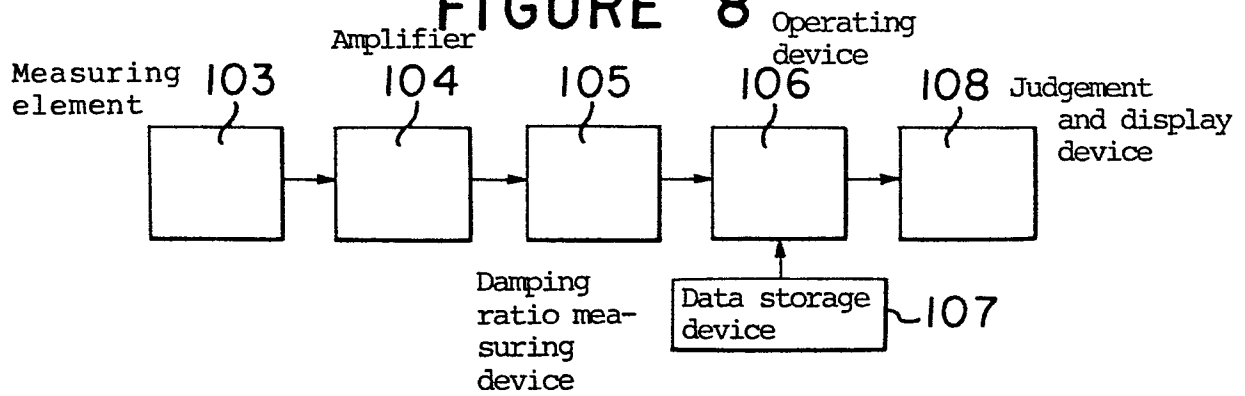 FIGURE 8
Measuring
element
103
Amplifier
104
105
Damping
ratio mea-
suring
device
Operating
device
106
Data storage
device
107
108
Judgement
and display
device